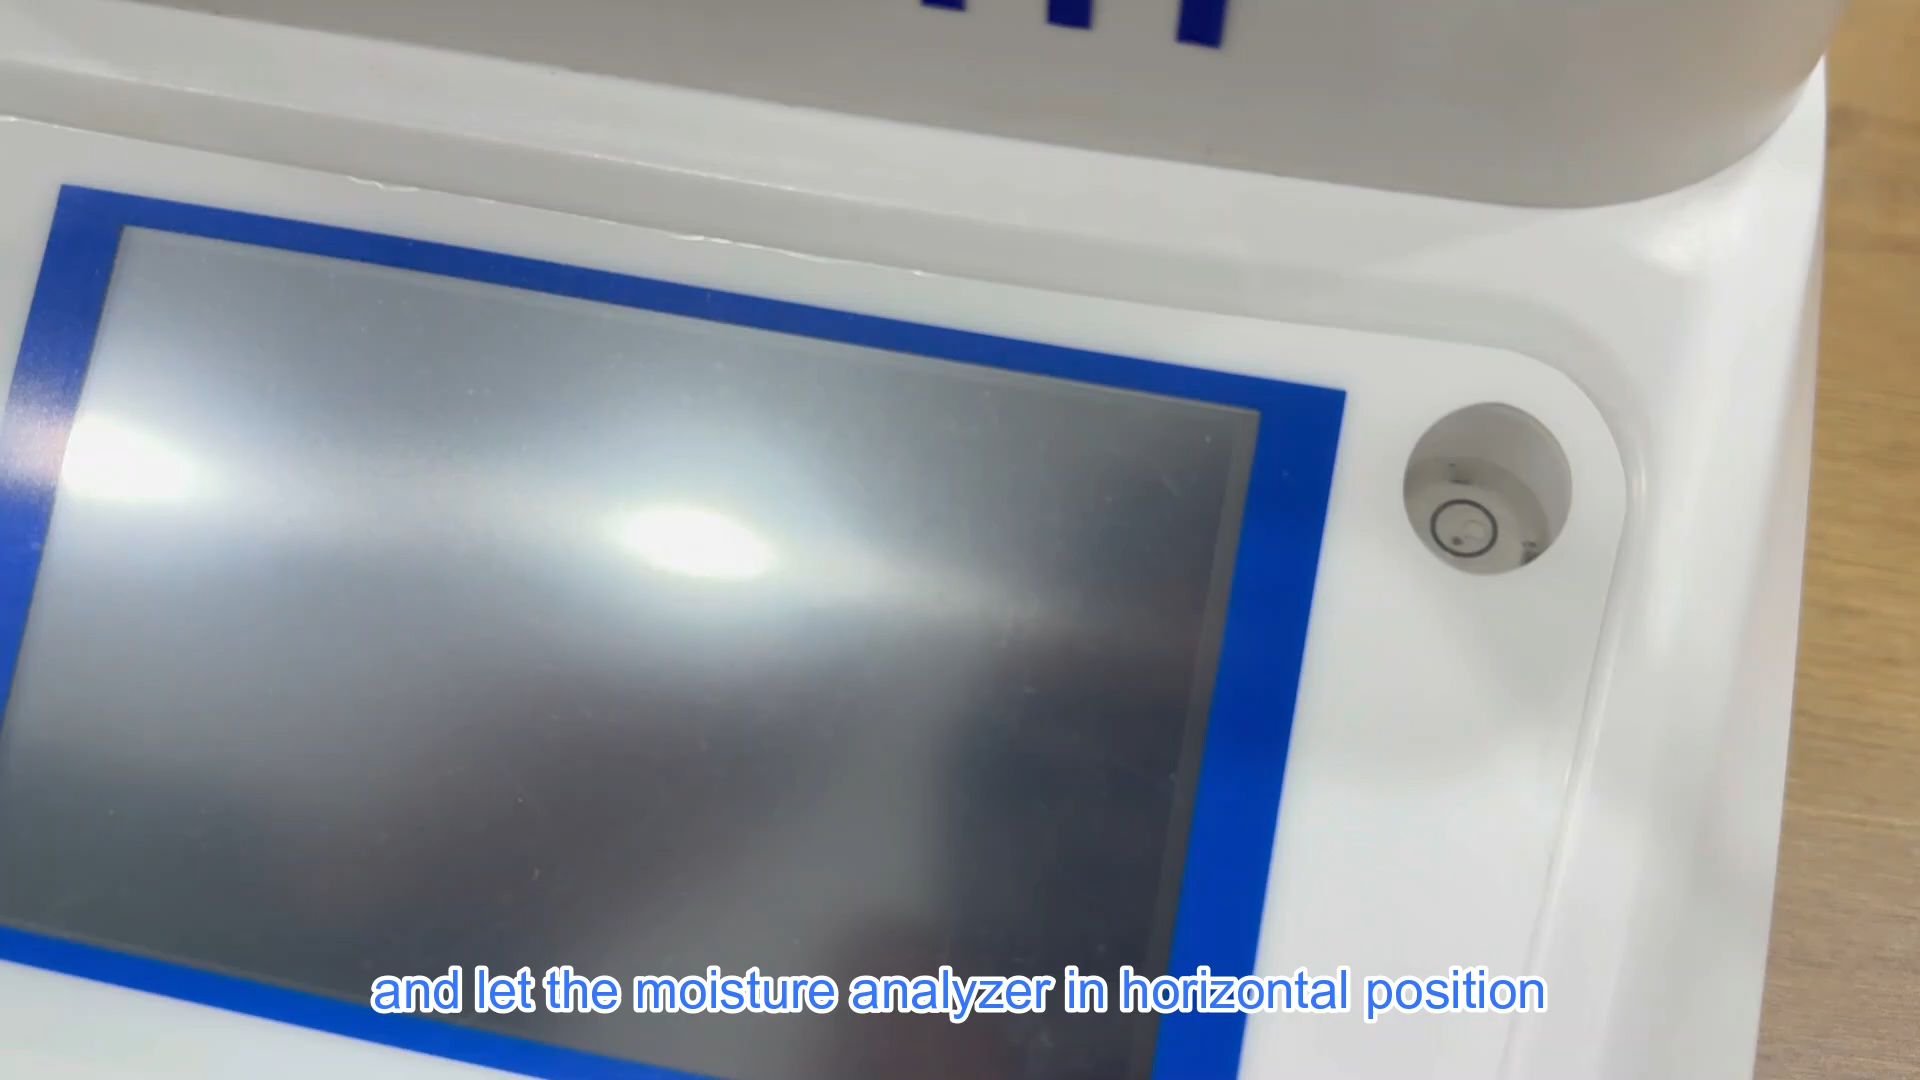 and let the moisture analyzer in horizontal position